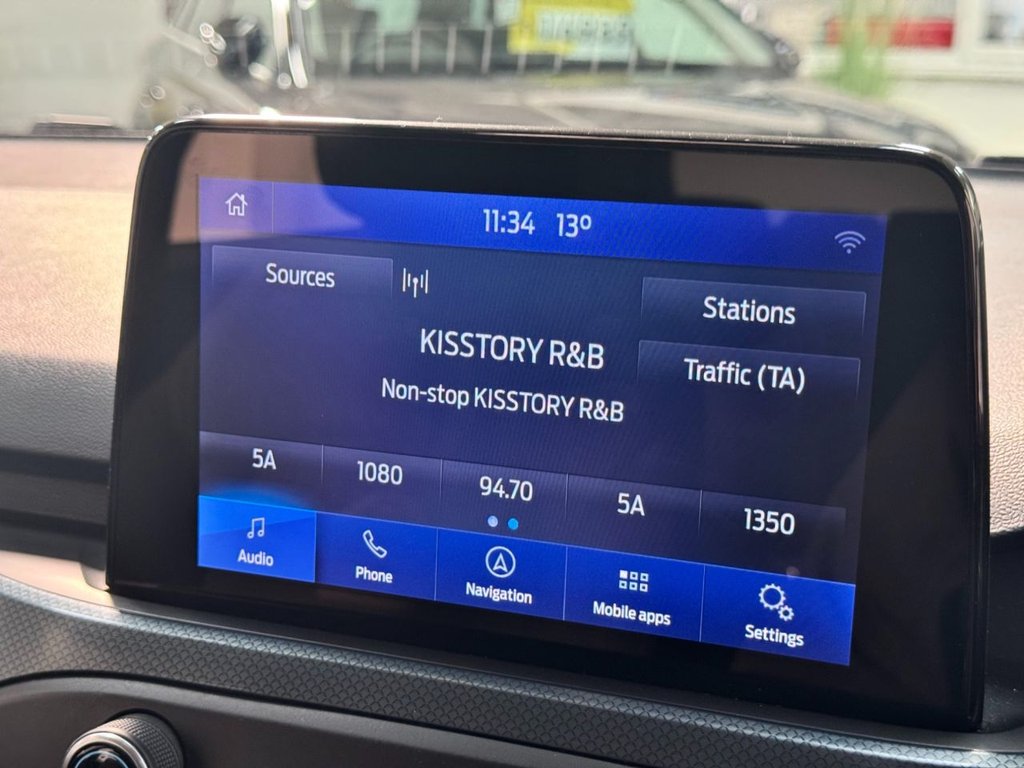 11:34 13º
Sources
Stations
KISSTORY R&B
Traffic (TA)
Non-stop KISSTORY R&B
5A 1080 94.70 5A 1350
Audio Phone Navigation Mobile apps Settings